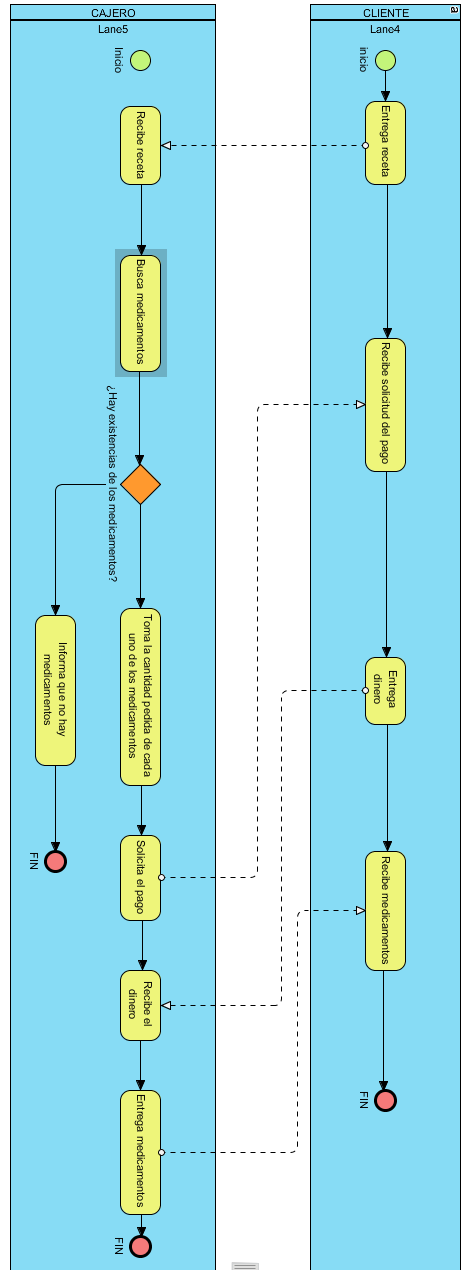 a
CLIENTE
Lane4
inicio
Entrega receta
Recibe solicitud del pago
Entrega
dinero
Recibe medicamentos
FIN
CAJERO
Lane5
Inicio
Recibe receta
Busca medicamentos
¿Hay existencias de los medicamentos?
Toma la cantidad pedida de cada
uno de los medicamentos
Solicita el pago
Recibe el
dinero
Entrega medicamentos
FIN
Informa que no hay
medicamentos
FIN